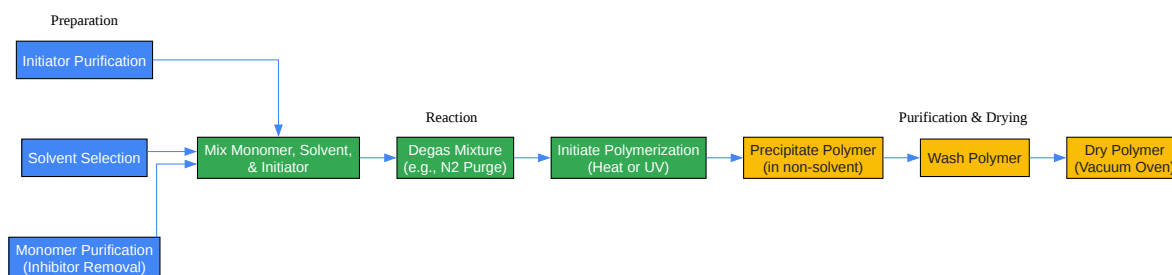 Preparation
Initiator Purification
Solvent Selection
Monomer Purification
(Inhibitor Removal)
Reaction
Mix Monomer, Solvent,
& Initiator
Degas Mixture
(e.g., N2 Purge)
Initiate Polymerization
(Heat or UV)
Purification & Drying
Precipitate Polymer
(in non-solvent)
Wash Polymer
Dry Polymer
(Vacuum Oven)